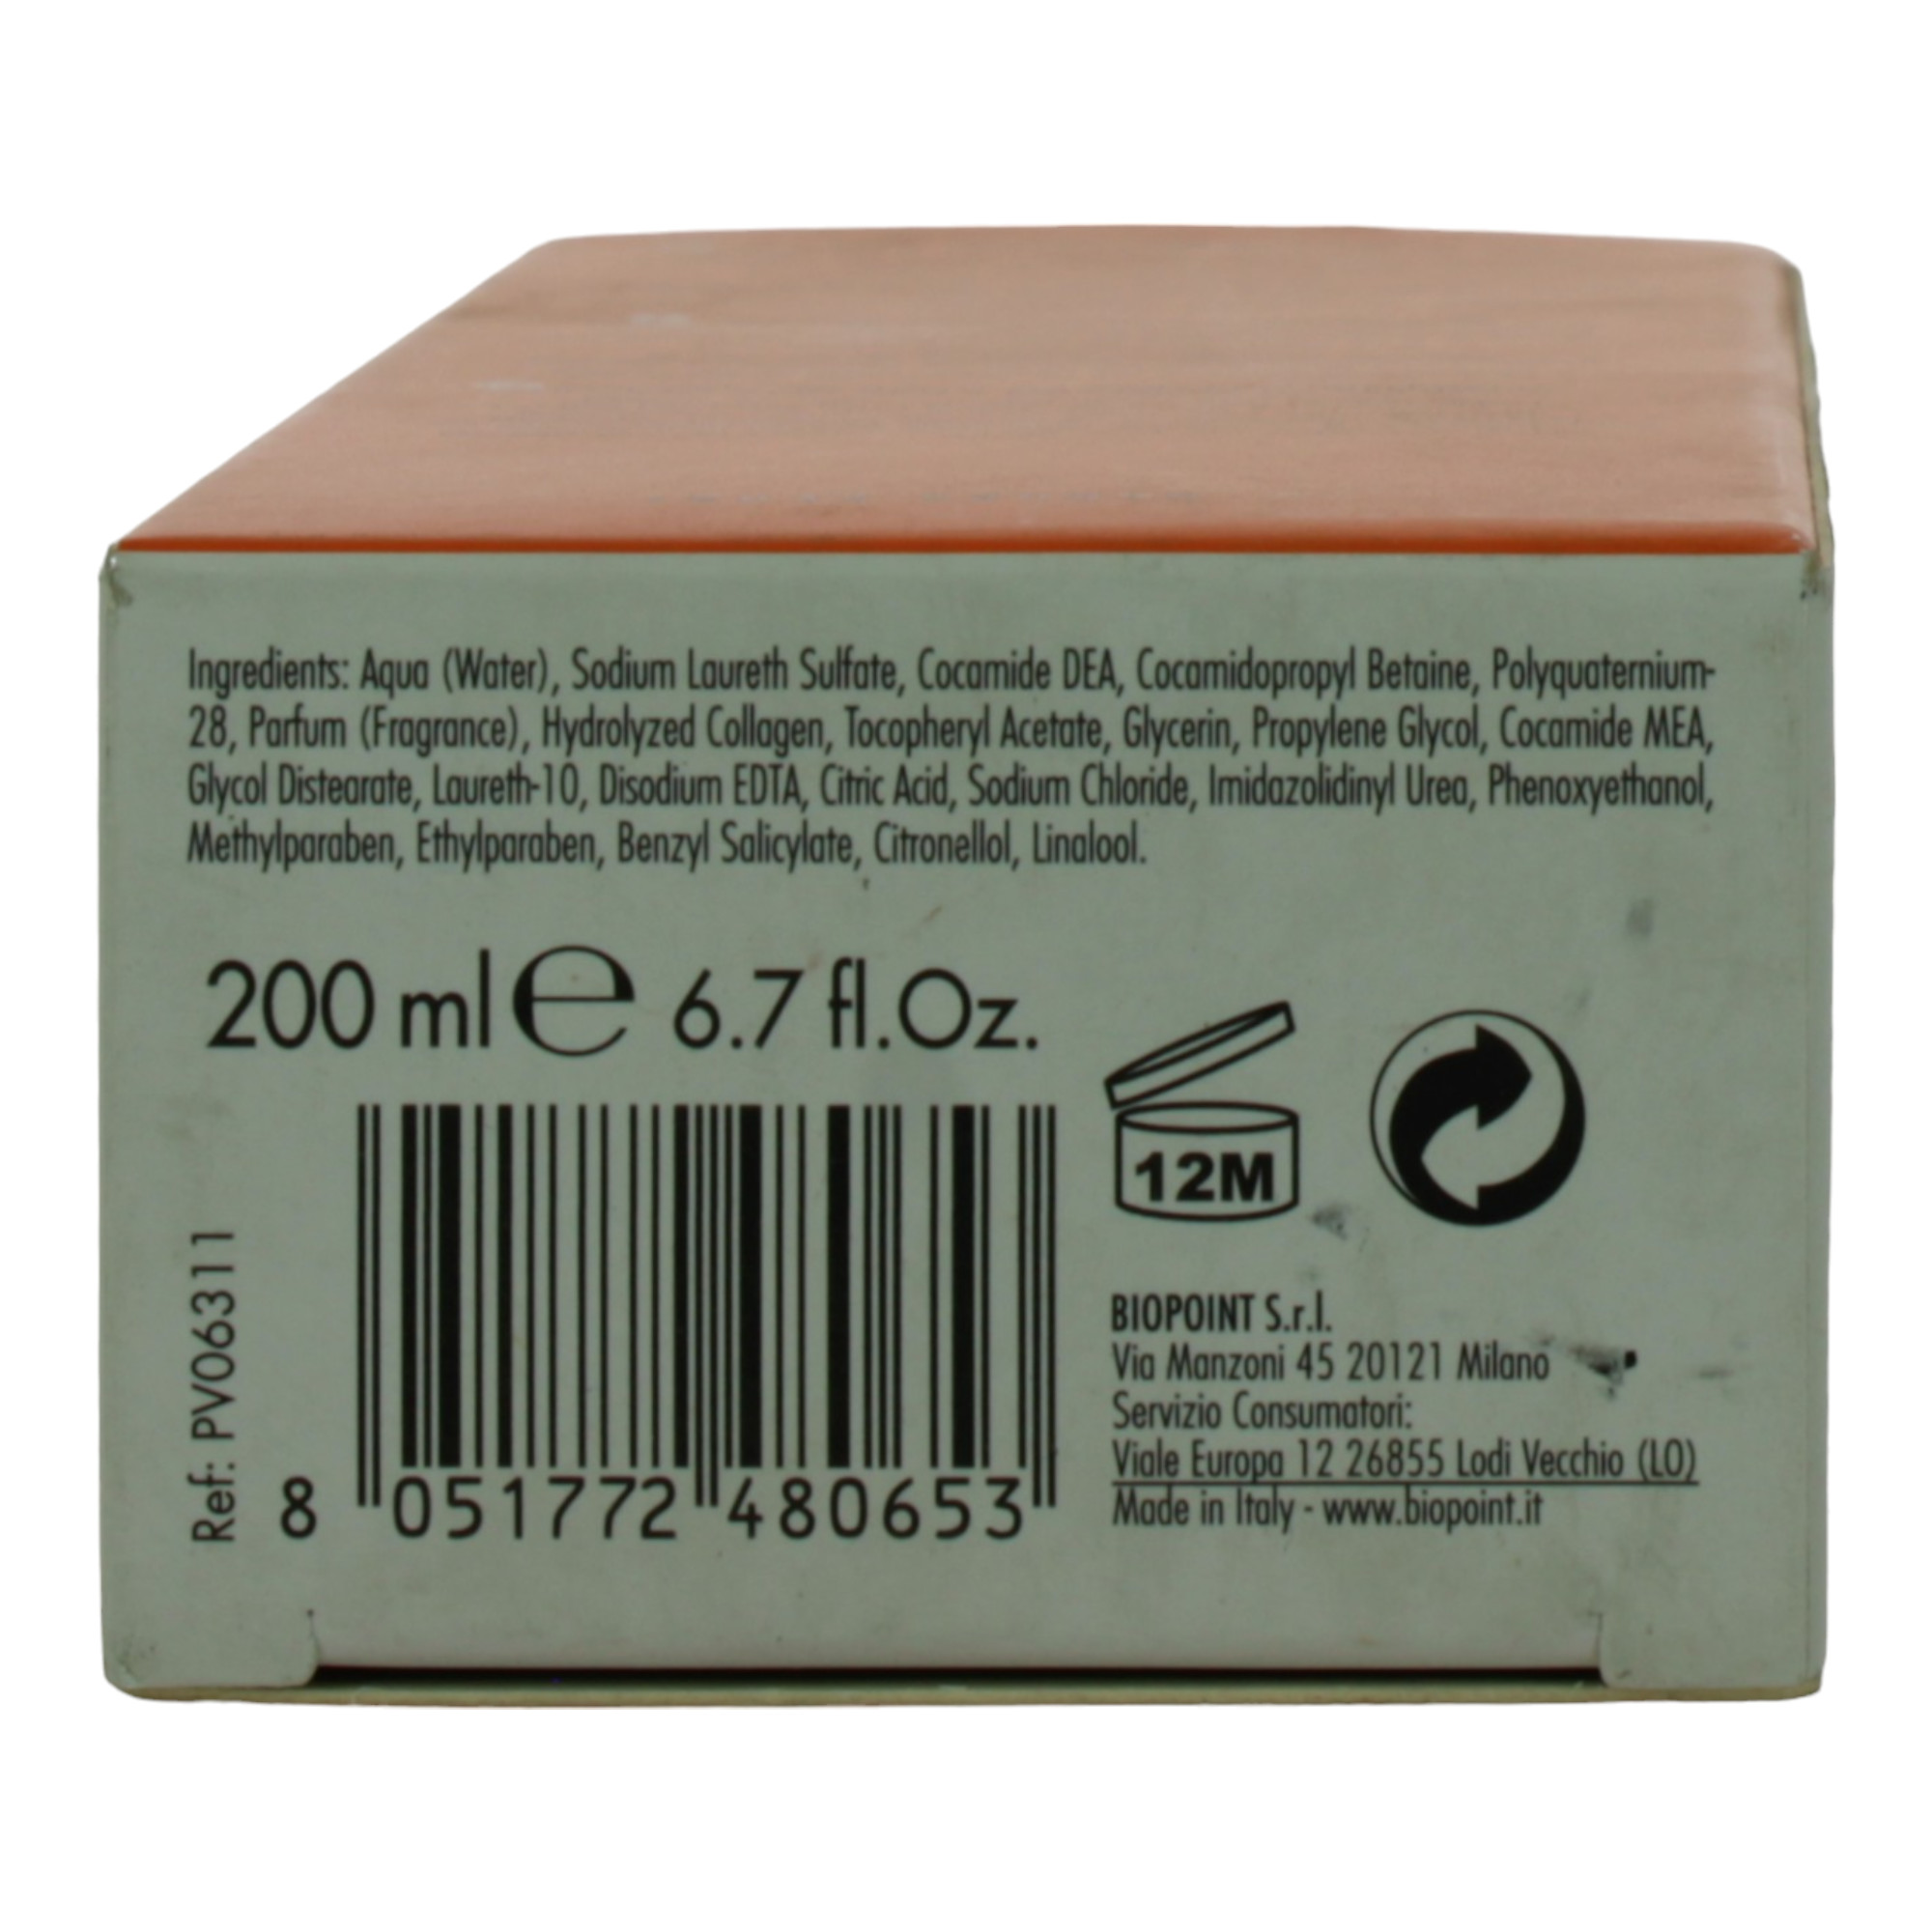 Ingredients: Aqua (Water), Sodium Laureth Sulfate, Cocamide DEA, Cocamidopropyl Betaine, Polyquaternium-
28, Parfum (Fragrance), Hydrolyzed Collagen, Tocopheryl Acetate, Glycerin, Propylene Glycol, Cocamide MEA,
Glycol Distearate, Laureth-10, Disodium EDTA, Citric Acid, Sodium Chloride, Imidazolidinyl Urea, Phenoxyethanol,
Methylparaben, Ethylparaben, Benzyl Salicylate, Citronellol, Linalool.
200 ml e 6.7 fl.Oz.
12M
Ref: PV06311
8 051772 480653
BIOPOINT S.r.l.
Via Manzoni 45 20121 Milano
Servizio Consumatori:
Viale Europa 12 26855 Lodi Vecchio (LO)
Made in Italy - www.biopoint.it